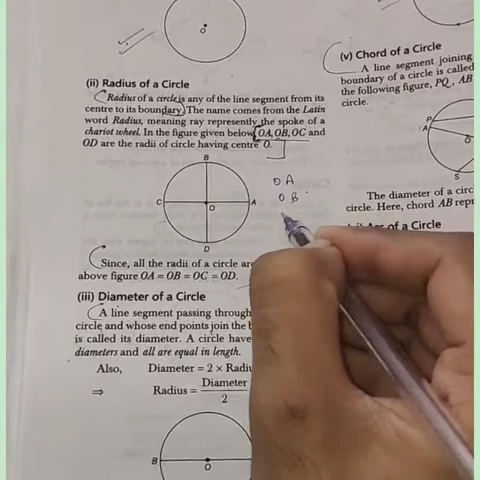 O
(ii) Radius of a Circle
Radius of a circle is any of the line segment from its
centre to its boundary. The name comes from the Latin
word Radius, meaning ray represently the spoke of a
chariot wheel. In the figure given below OA, OB, OC and
OD are the radii of circle having centre O.
B
C O A
D
O A
O B
Since, all the radii of a circle are
above figure OA = OB = OC = OD.
(iii) Diameter of a Circle
A line segment passing through
circle and whose end points join the b
is called its diameter. A circle have
diameters and all are equal in length.
Also, Diameter = 2 × Radiu
⇒ Radius = Diameter
2
B O
(v) Chord of a Circle
A line segment joining
boundary of a circle is called
the following figure, PQ, AB
circle.
P
A
O
S
The diameter of a circ
circle. Here, chord AB repr
of a Circle